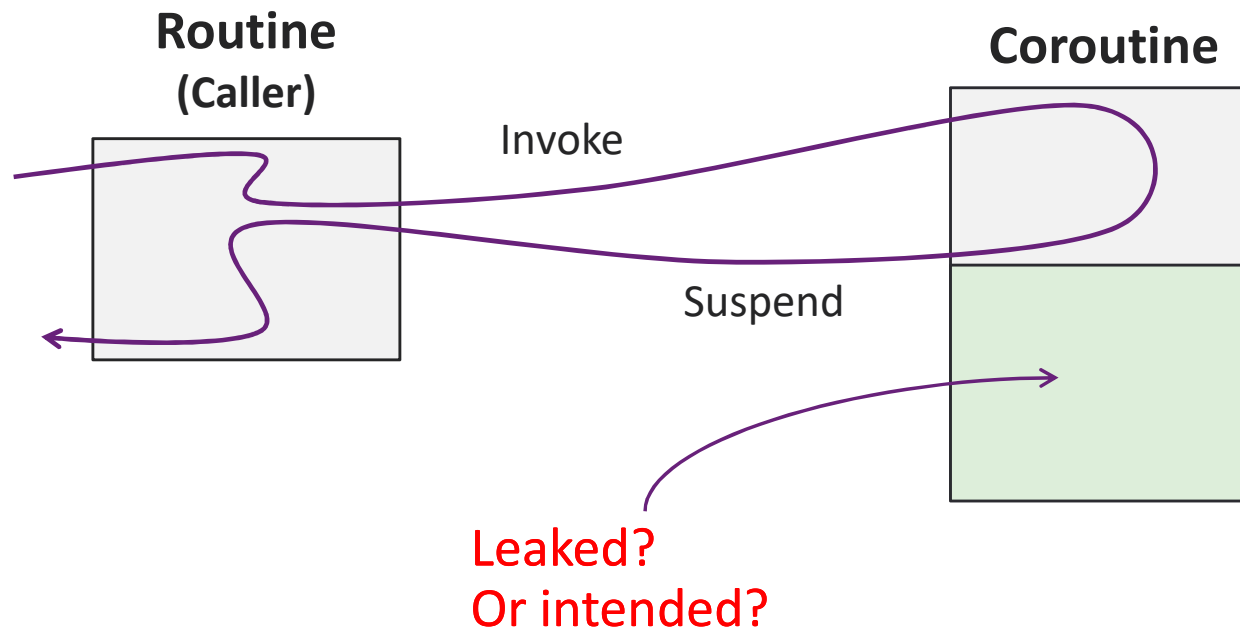 Routine
(Caller)
Coroutine
Invoke
Suspend
Leaked?
Or intended?